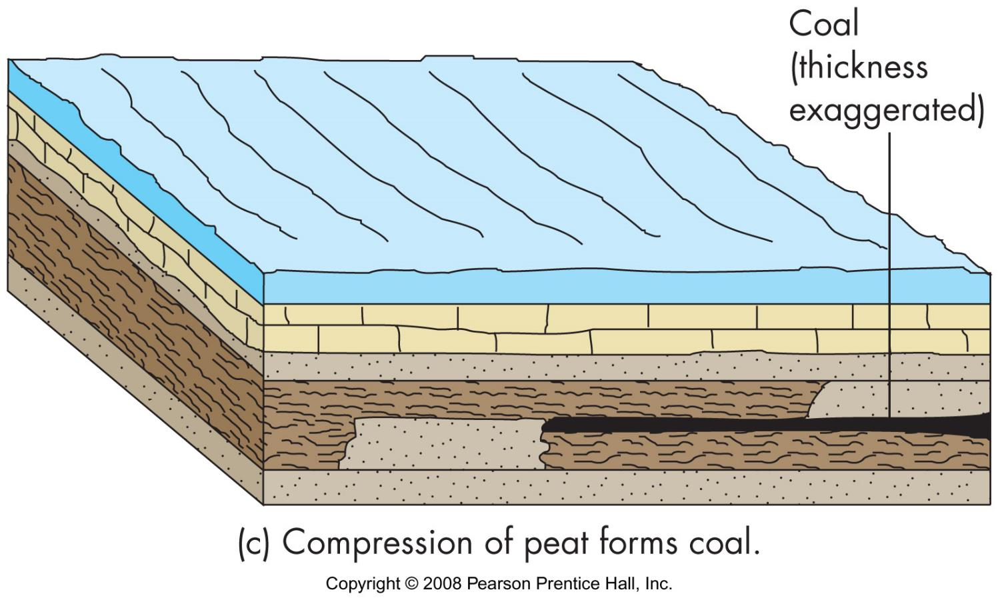 Coal
(thickness
exaggerated)
(c) Compression of peat forms coal.
Copyright © 2008 Pearson Prentice Hall, Inc.